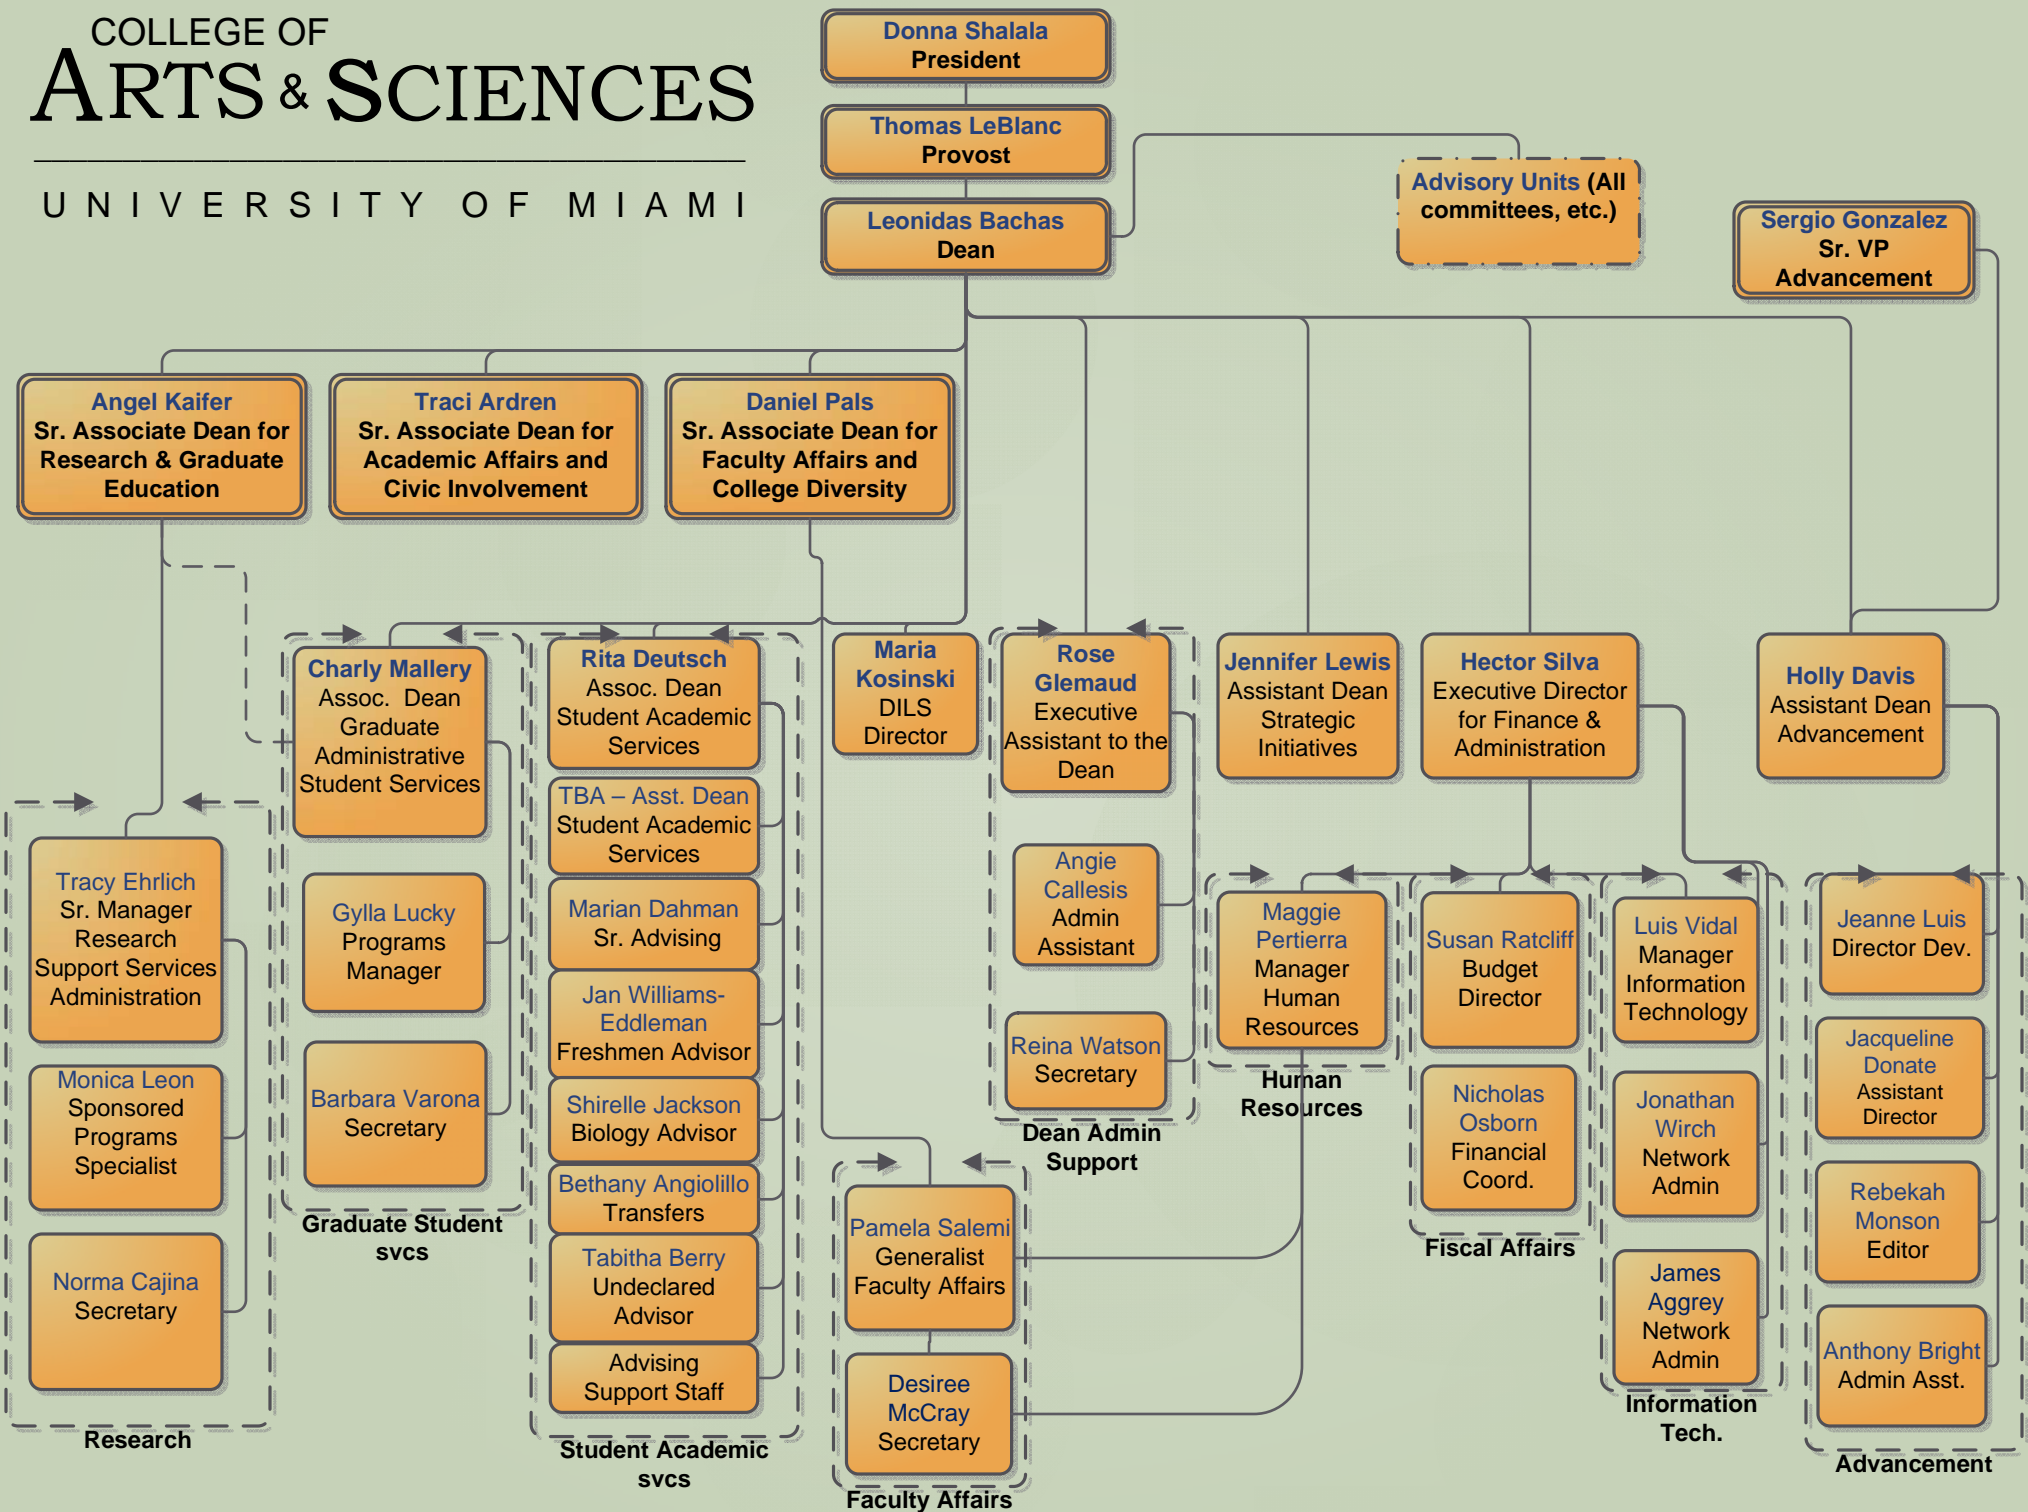 COLLEGE OF
ARTS & SCIENCES
UNIVERSITY OF MIAMI
Donna Shalala
President
Thomas LeBlanc
Provost
Leonidas Bachas
Dean
Advisory Units (All
committees, etc.)
Sergio Gonzalez
Sr. VP
Advancement
Angel Kaifer
Sr. Associate Dean for
Research & Graduate
Education
Traci Ardren
Sr. Associate Dean for
Academic Affairs and
Civic Involvement
Daniel Pals
Sr. Associate Dean for
Faculty Affairs and
College Diversity
Charly Mallery
Assoc. Dean
Graduate
Administrative
Student Services
Rita Deutsch
Assoc. Dean
Student Academic
Services
Maria
Kosinski
DILS
Director
Rose
Glemaud
Executive
Assistant to the
Dean
Jennifer Lewis
Assistant Dean
Strategic
Initiatives
Hector Silva
Executive Director
for Finance &
Administration
Holly Davis
Assistant Dean
Advancement
Tracy Ehrlich
Sr. Manager
Research
Support Services
Administration
Monica Leon
Sponsored
Programs
Specialist
Norma Cajina
Secretary
Research
Gylla Lucky
Programs
Manager
Barbara Varona
Secretary
Graduate Student
svcs
TBA – Asst. Dean
Student Academic
Services
Marian Dahman
Sr. Advising
Jan Williams-
Eddleman
Freshmen Advisor
Shirelle Jackson
Biology Advisor
Bethany Angiolillo
Transfers
Tabitha Berry
Undeclared
Advisor
Advising
Support Staff
Student Academic
svcs
Pamela Salemi
Generalist
Faculty Affairs
Desiree
McCray
Secretary
Faculty Affairs
Angie
Callesis
Admin
Assistant
Reina Watson
Secretary
Dean Admin
Support
Maggie
Pertierra
Manager
Human
Resources
Human
Resources
Susan Ratcliff
Budget
Director
Nicholas
Osborn
Financial
Coord.
Fiscal Affairs
Luis Vidal
Manager
Information
Technology
Jonathan
Wirch
Network
Admin
James
Aggrey
Network
Admin
Information
Tech.
Jeanne Luis
Director Dev.
Jacqueline
Donate
Assistant
Director
Rebekah
Monson
Editor
Anthony Bright
Admin Asst.
Advancement